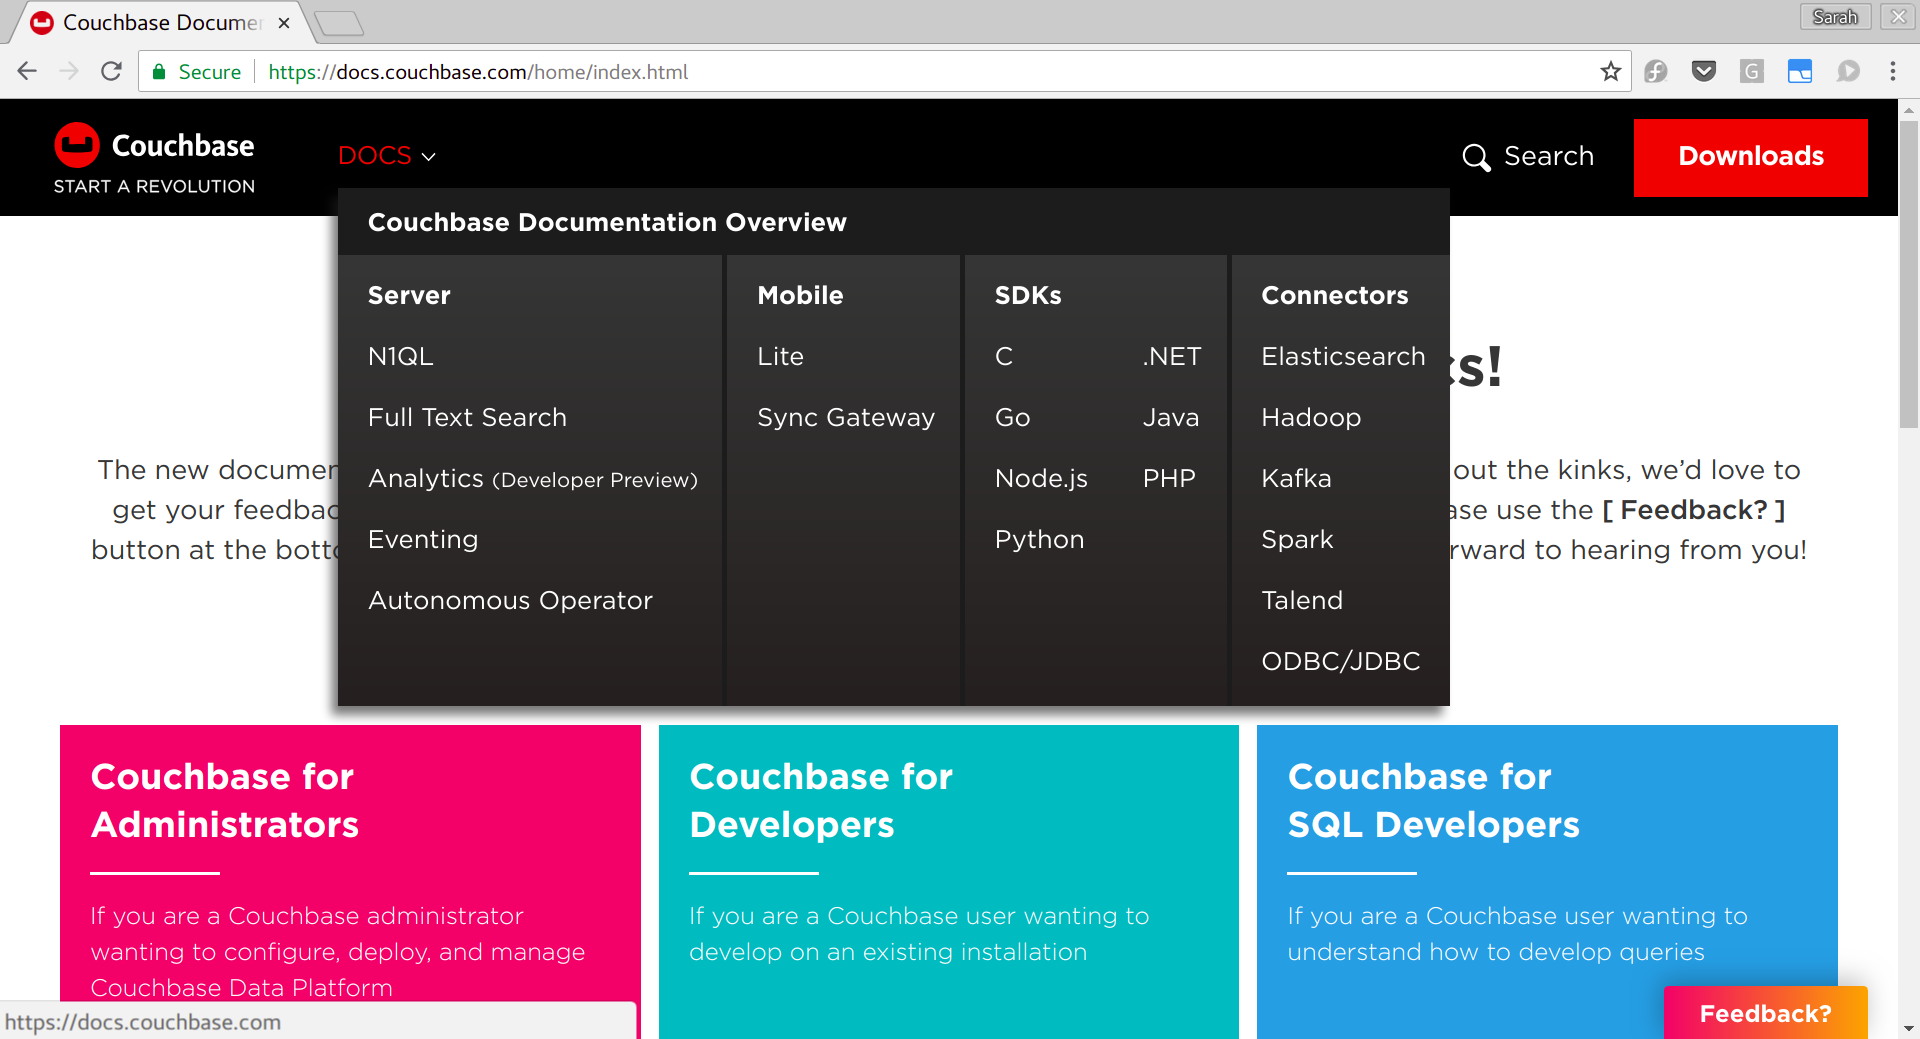 Couchbase Docume
Sarah
Secure
https://docs.couchbase.com/home/index.html
Couchbase
START A REVOLUTION
DOCS
Search
Downloads
Couchbase Documentation Overview
Server
N1QL
Full Text Search
Analytics (Developer Preview)
Eventing
Autonomous Operator
Mobile
Lite
Sync Gateway
SDKs
C
.NET
Go
Java
Node.js
PHP
Python
Connectors
Elasticsearch
Hadoop
Kafka
Spark
Talend
ODBC/JDBC
cs!
The new documen out the kinks, we'd love to
get your feedbac ase use the [ Feedback? ]
button at the botto rward to hearing from you!
Couchbase for
Administrators
If you are a Couchbase administrator
wanting to configure, deploy, and manage
Couchbase Data Platform
Couchbase for
Developers
If you are a Couchbase user wanting to
develop on an existing installation
Couchbase for
SQL Developers
If you are a Couchbase user wanting to
understand how to develop queries
Feedback?
https://docs.couchbase.com